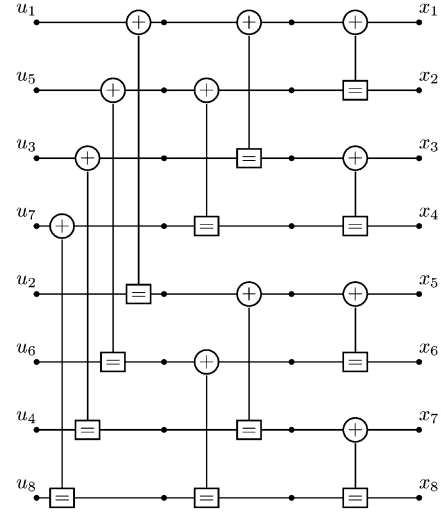 u₁ + + + x₁
u₅ + + = x₂
u₃ + = + x₃
u₇ + = = x₄
u₂ = + + x₅
u₆ = + = x₆
u₄ = = + x₇
u₈ = = = x₈